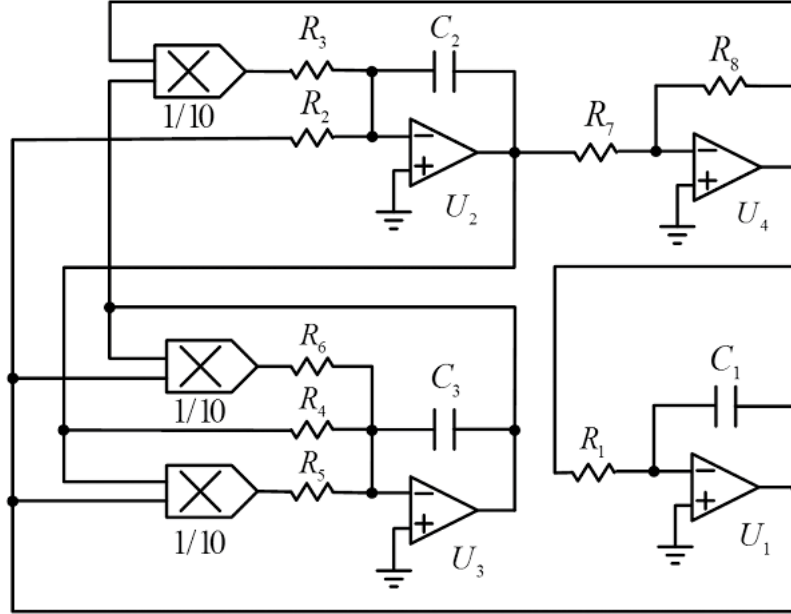 R₃
C₂
R₈
1/10
R₂
R₇
−
+
U₂
−
+
U₄
R₆
C₃
C₁
1/10
R₄
R₁
R₅
−
+
U₃
−
+
U₁
1/10